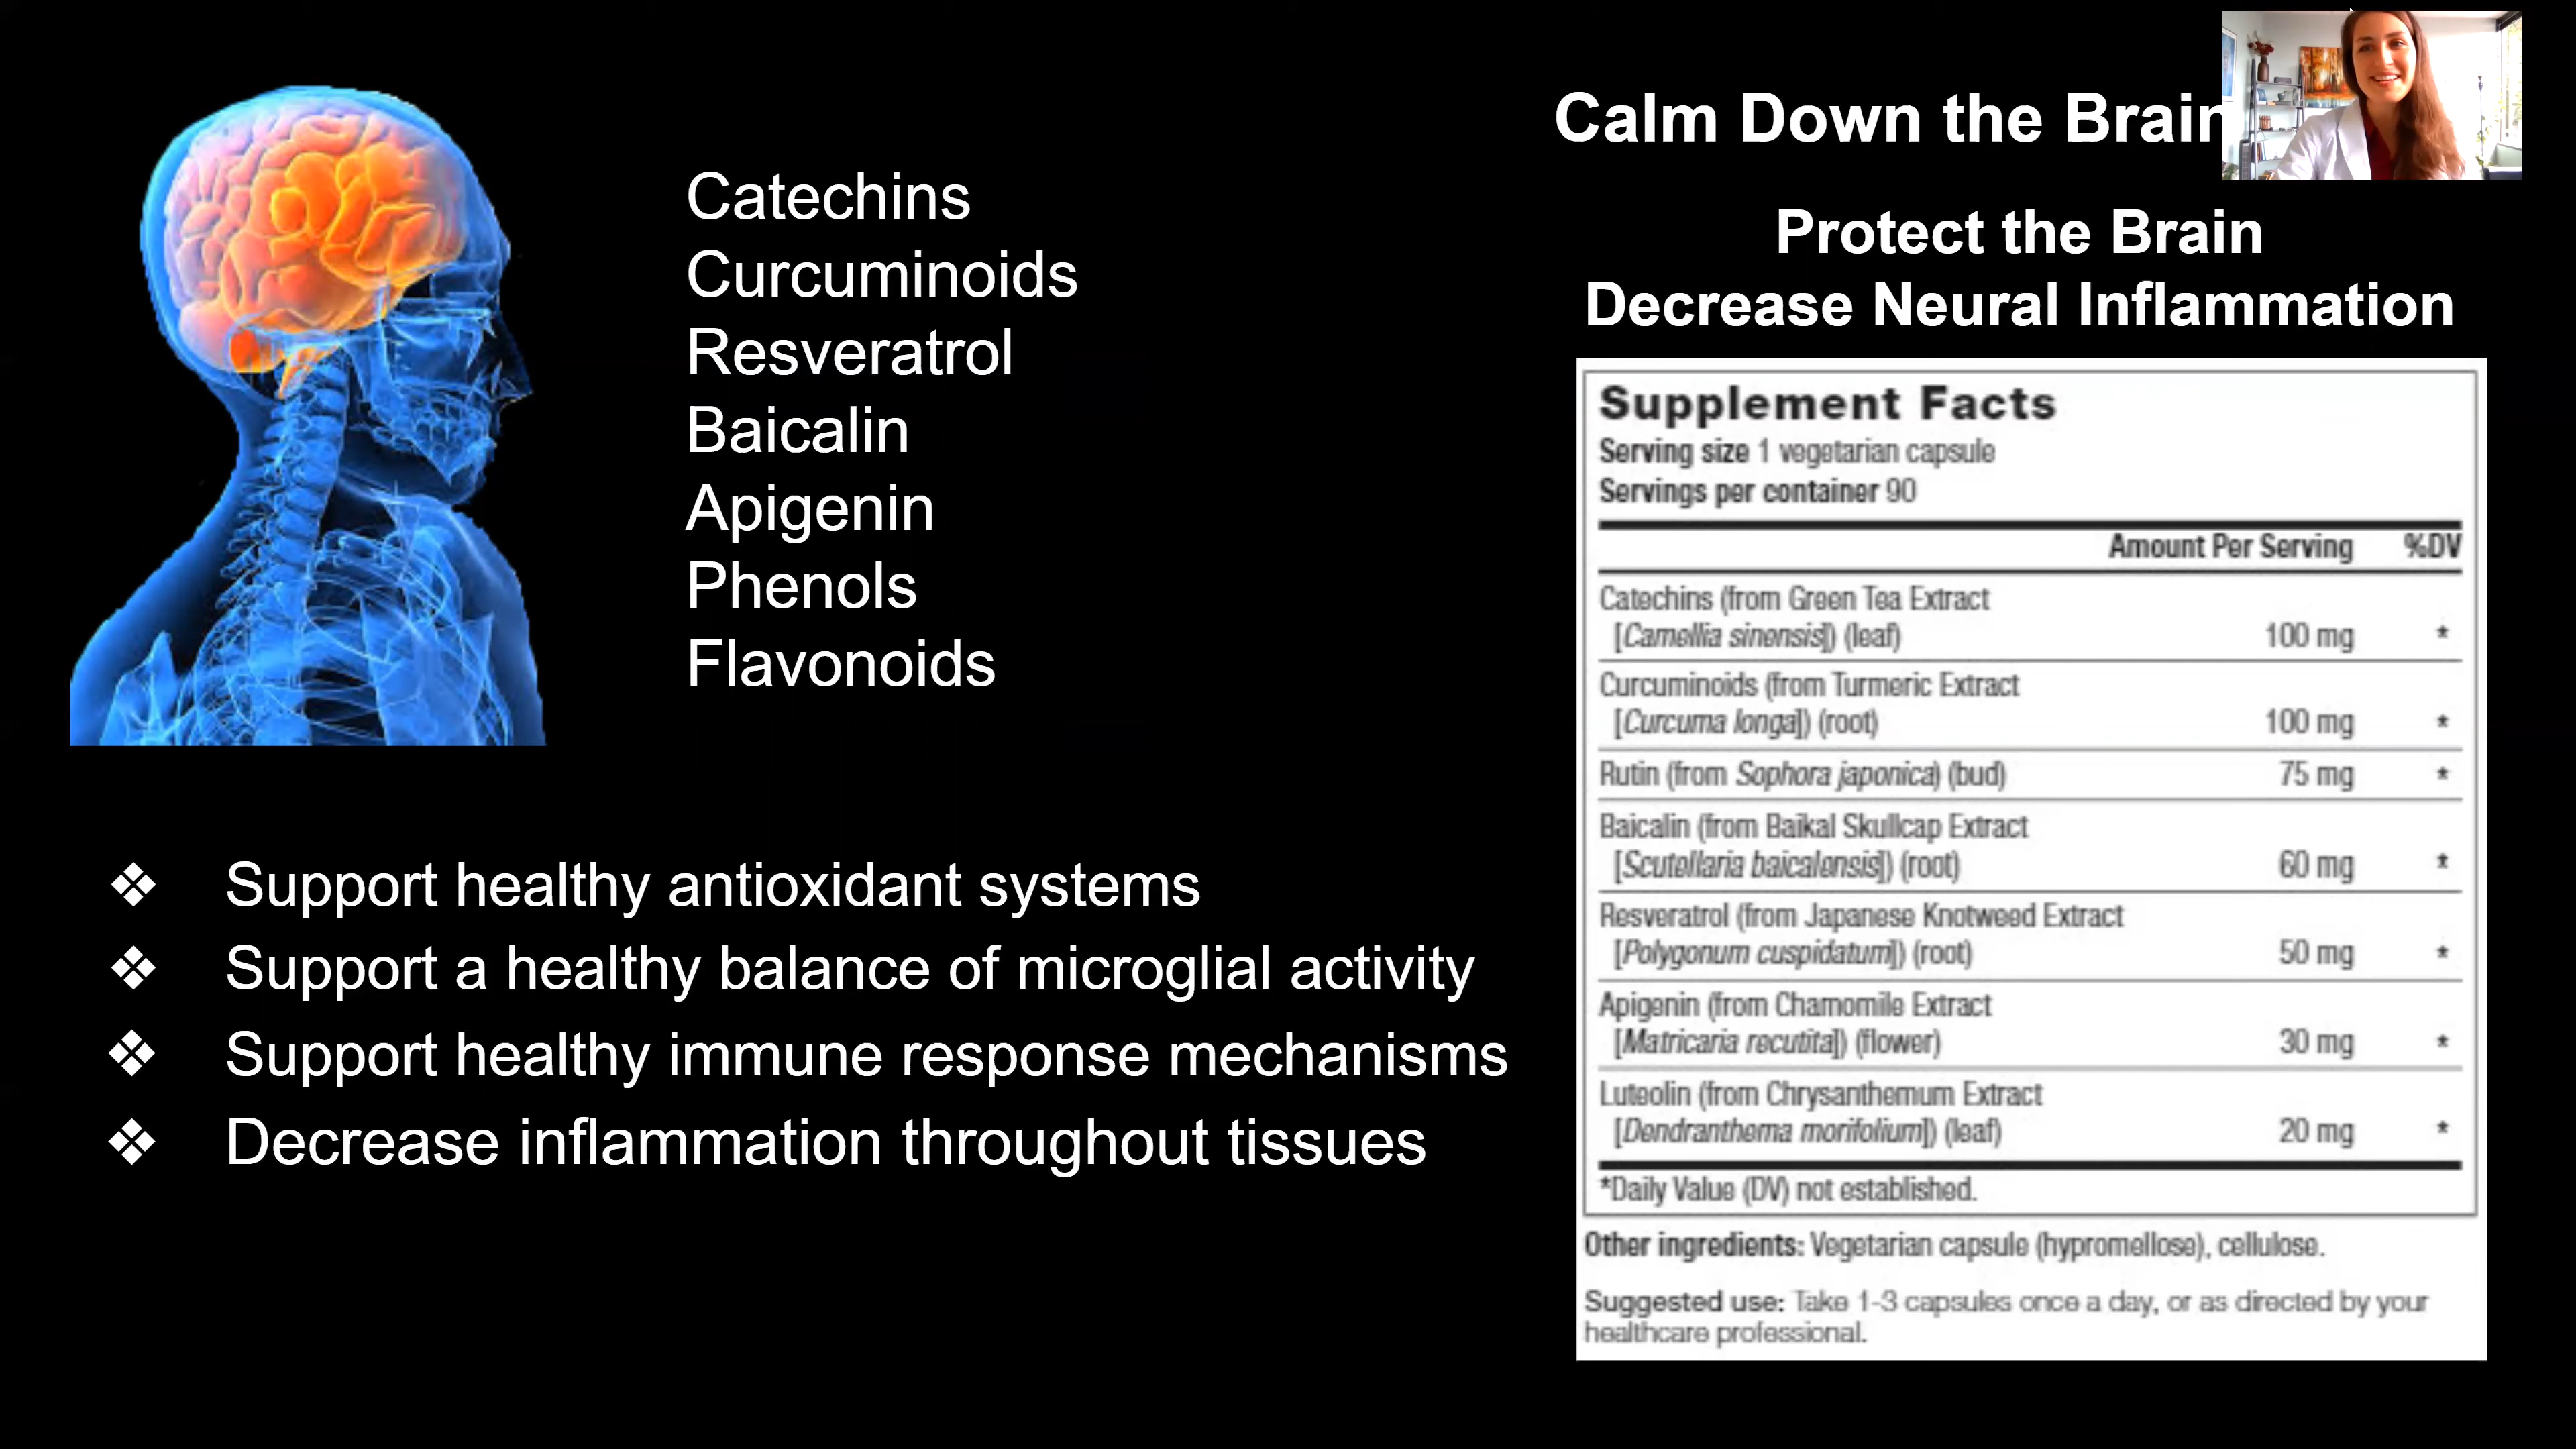 Calm Down the Brain
Protect the Brain
Decrease Neural Inflammation
Catechins
Curcuminoids
Resveratrol
Baicalin
Apigenin
Phenols
Flavonoids
❖ Support healthy antioxidant systems
❖ Support a healthy balance of microglial activity
❖ Support healthy immune response mechanisms
❖ Decrease inflammation throughout tissues
Supplement Facts
Serving size 1 vegetarian capsule
Servings per container 90
Amount Per Serving %DV
Catechins (from Green Tea Extract
[Camellia sinensis]) (leaf) 100 mg *
Curcuminoids (from Turmeric Extract
[Curcuma longa]) (root) 100 mg *
Rutin (from Sophora japonica) (bud) 75 mg *
Baicalin (from Baikal Skullcap Extract
[Scutellaria baicalensis]) (root) 60 mg *
Resveratrol (from Japanese Knotweed Extract
[Polygonum cuspidatum]) (root) 50 mg *
Apigenin (from Chamomile Extract
[Matricaria recutita]) (flower) 30 mg *
Luteolin (from Chrysanthemum Extract
[Dendranthema morifolium]) (leaf) 20 mg *
*Daily Value (DV) not established.
Other ingredients: Vegetarian capsule (hypromellose), cellulose.
Suggested use: Take 1-3 capsules once a day, or as directed by your
healthcare professional.